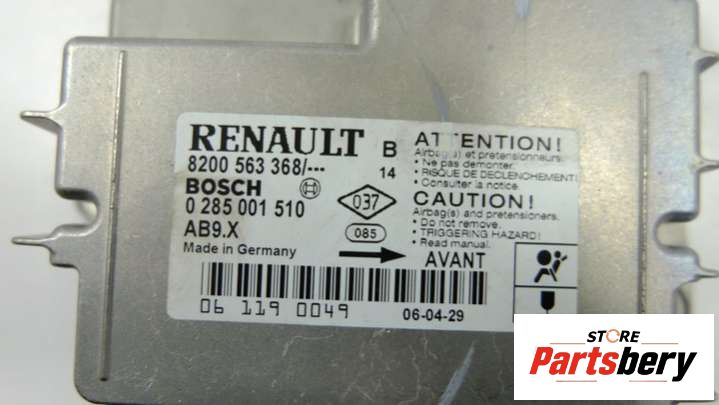 RENAULT B
8200 563 368/--- 14
BOSCH
0 285 001 510
AB9.X
Made in Germany
037
085
AVANT
ATTENTION!
Airbag(s) et pretensionneurs.
• Ne pas demonter.
• RISQUE DE DECLENCHEMENT!
• Consulter la notice.
CAUTION!
Airbag(s) and pretensioners.
• Do not remove.
• TRIGGERING HAZARD!
• Read manual.
06 119 0049
06-04-29
STORE
Partsbery